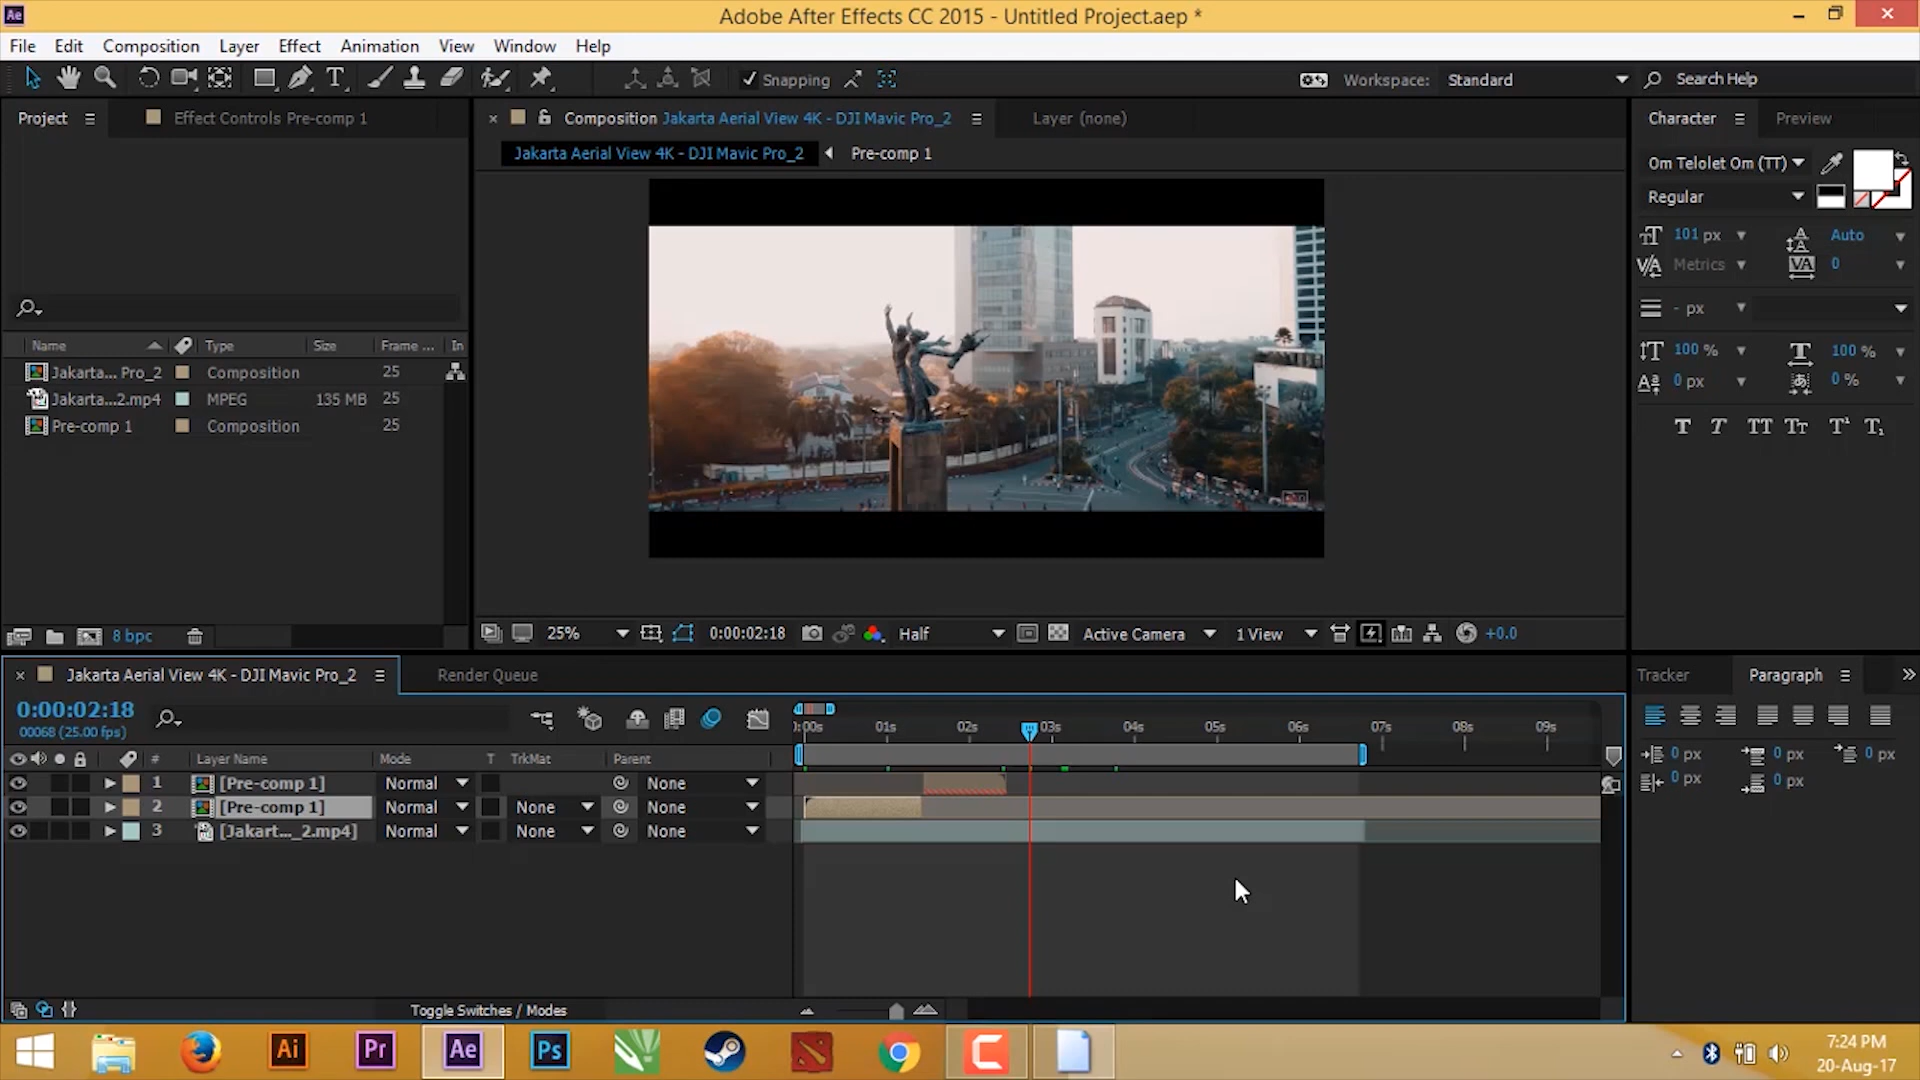 Ae
Adobe After Effects CC 2015 - Untitled Project.aep *
File Edit Composition Layer Effect Animation View Window Help
Snapping
Workspace: Standard
Search Help
Project
Effect Controls Pre-comp 1
Composition Jakarta Aerial View 4K - DJI Mavic Pro_2
Layer (none)
Character
Preview
Jakarta Aerial View 4K - DJI Mavic Pro_2
Pre-comp 1
Om Telolet Om (TT)
Regular
101 px
Auto
Metrics
0
- px
100 %
100 %
0 px
0 %
Name Type Size Frame ... In
Jakarta... Pro_2 Composition 25
Jakarta...2.mp4 MPEG 135 MB 25
Pre-comp 1 Composition 25
8 bpc
25%
0:00:02:18
Half
Active Camera
1 View
+0.0
Jakarta Aerial View 4K - DJI Mavic Pro_2
Render Queue
Tracker
Paragraph
0:00:02:18
00068 (25.00 fps)
):00s 01s 02s 03s 04s 05s 06s 07s 08s 09s
# Layer Name Mode T TrkMat Parent
1 [Pre-comp 1] Normal None
2 [Pre-comp 1] Normal None None
3 [Jakart..._2.mp4] Normal None None
0 px 0 px 0 px
0 px 0 px
Toggle Switches / Modes
Ai Pr Ae Ps
7:24 PM
20-Aug-17